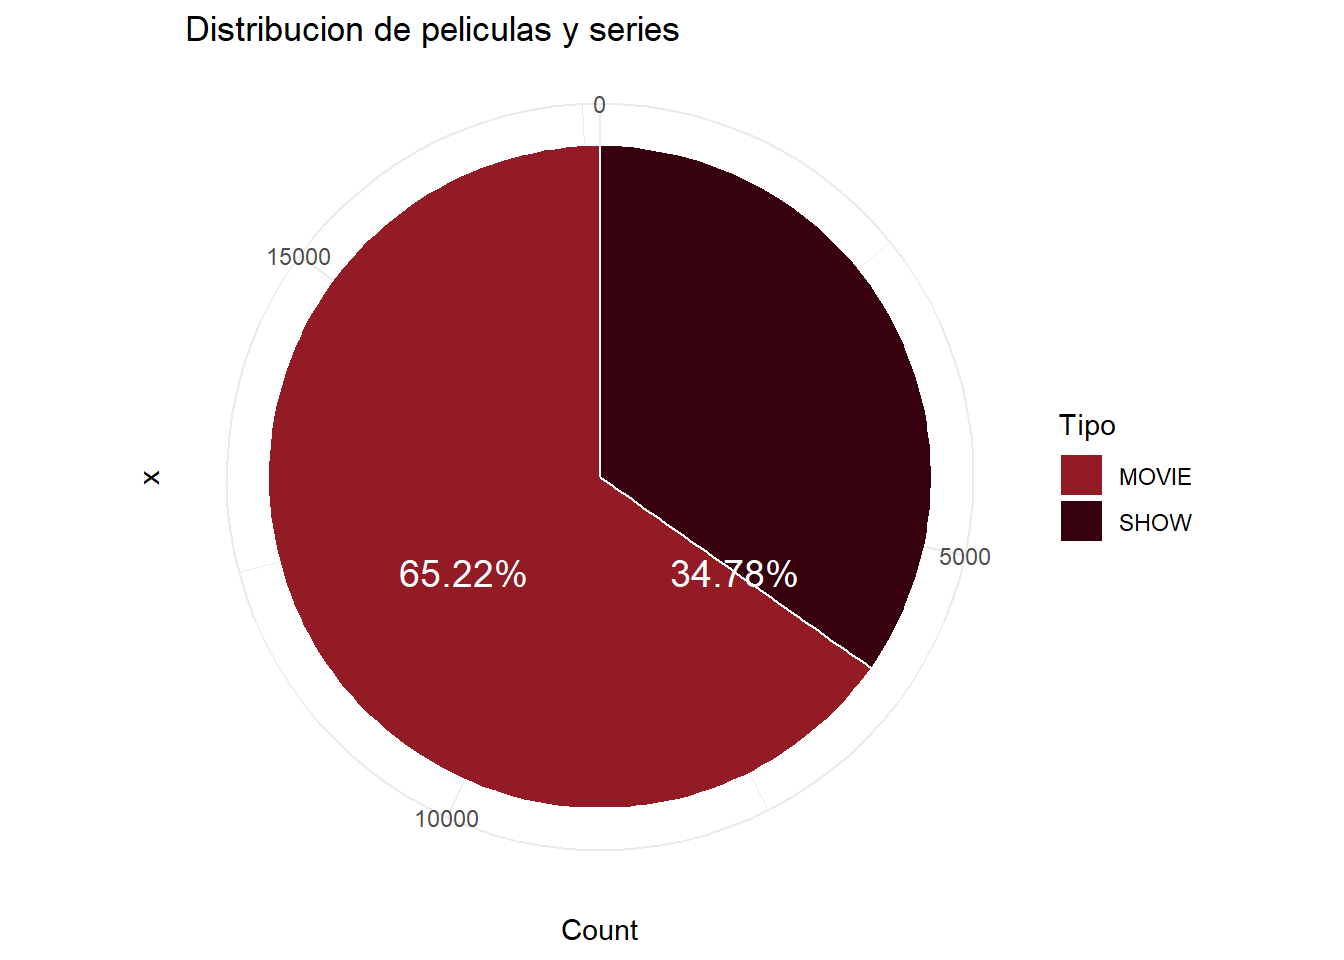 Distribucion de peliculas y series
0
15000
x
65.22%
34.78%
5000
10000
Count
Tipo
MOVIE
SHOW